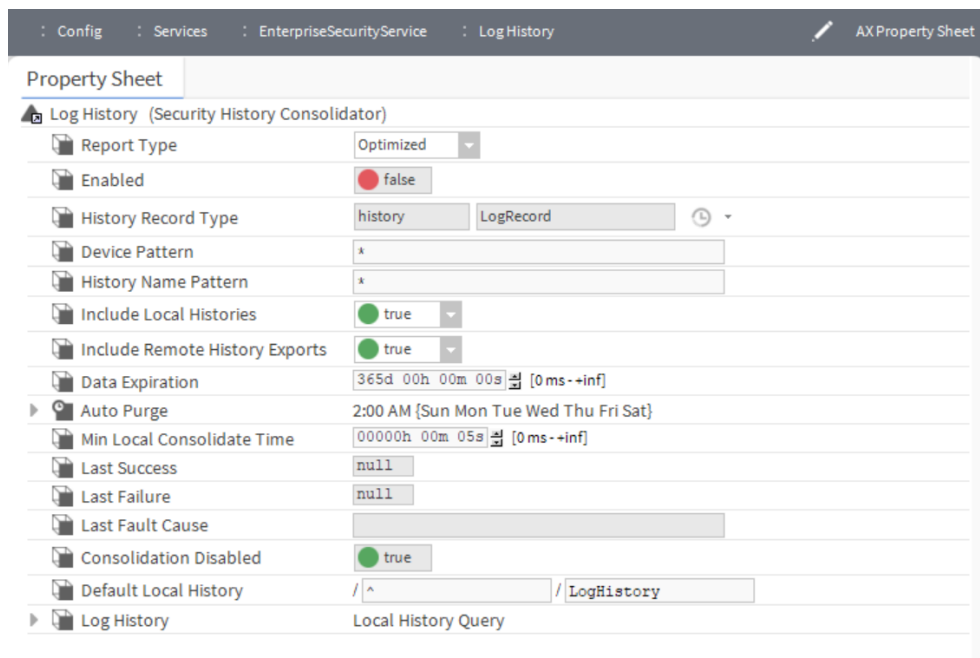 : Config : Services : EnterpriseSecurityService : Log History AX Property Sheet
Property Sheet
Log History (Security History Consolidator)
Report Type Optimized
Enabled false
History Record Type history LogRecord
Device Pattern *
History Name Pattern *
Include Local Histories true
Include Remote History Exports true
Data Expiration 365d 00h 00m 00s [0 ms - +inf]
Auto Purge 2:00 AM {Sun Mon Tue Wed Thu Fri Sat}
Min Local Consolidate Time 00000h 00m 05s [0 ms - +inf]
Last Success null
Last Failure null
Last Fault Cause
Consolidation Disabled true
Default Local History / ^ / LogHistory
Log History Local History Query